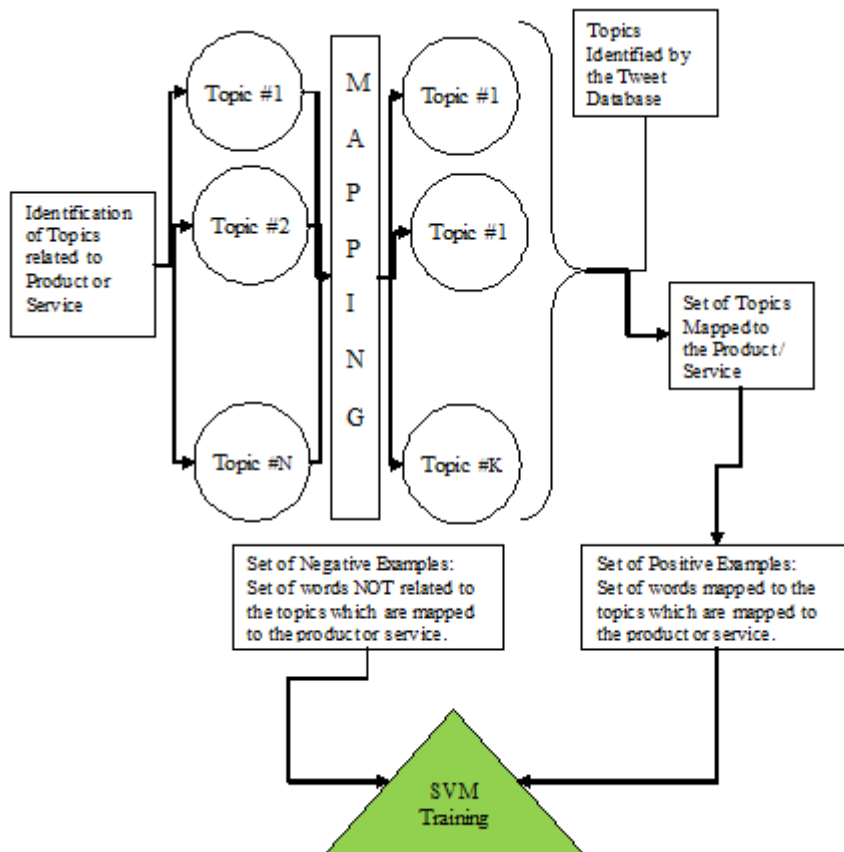 Identification
of Topics
related to
Product or
Service
Topic #1
Topic #2
Topic #N
M
A
P
P
I
N
G
Topic #1
Topic #1
Topic #K
Topics
Identified by
the Tweet
Database
Set of Topics
Mapped to
the Product/
Service
Set of Negative Examples:
Set of words NOT related to
the topics which are mapped
to the product or service.
Set of Positive Examples:
Set of words mapped to the
topics which are mapped to
the product or service.
SVM
Training